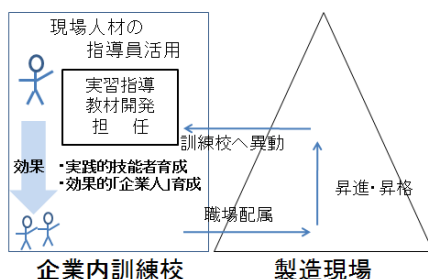 現場人材の
指導員活用
実習指導
教材開発
担　任
訓練校へ異動
効果
・実践的技能者育成
・効果的「企業人」育成
昇進・昇格
職場配属
企業内訓練校
製造現場